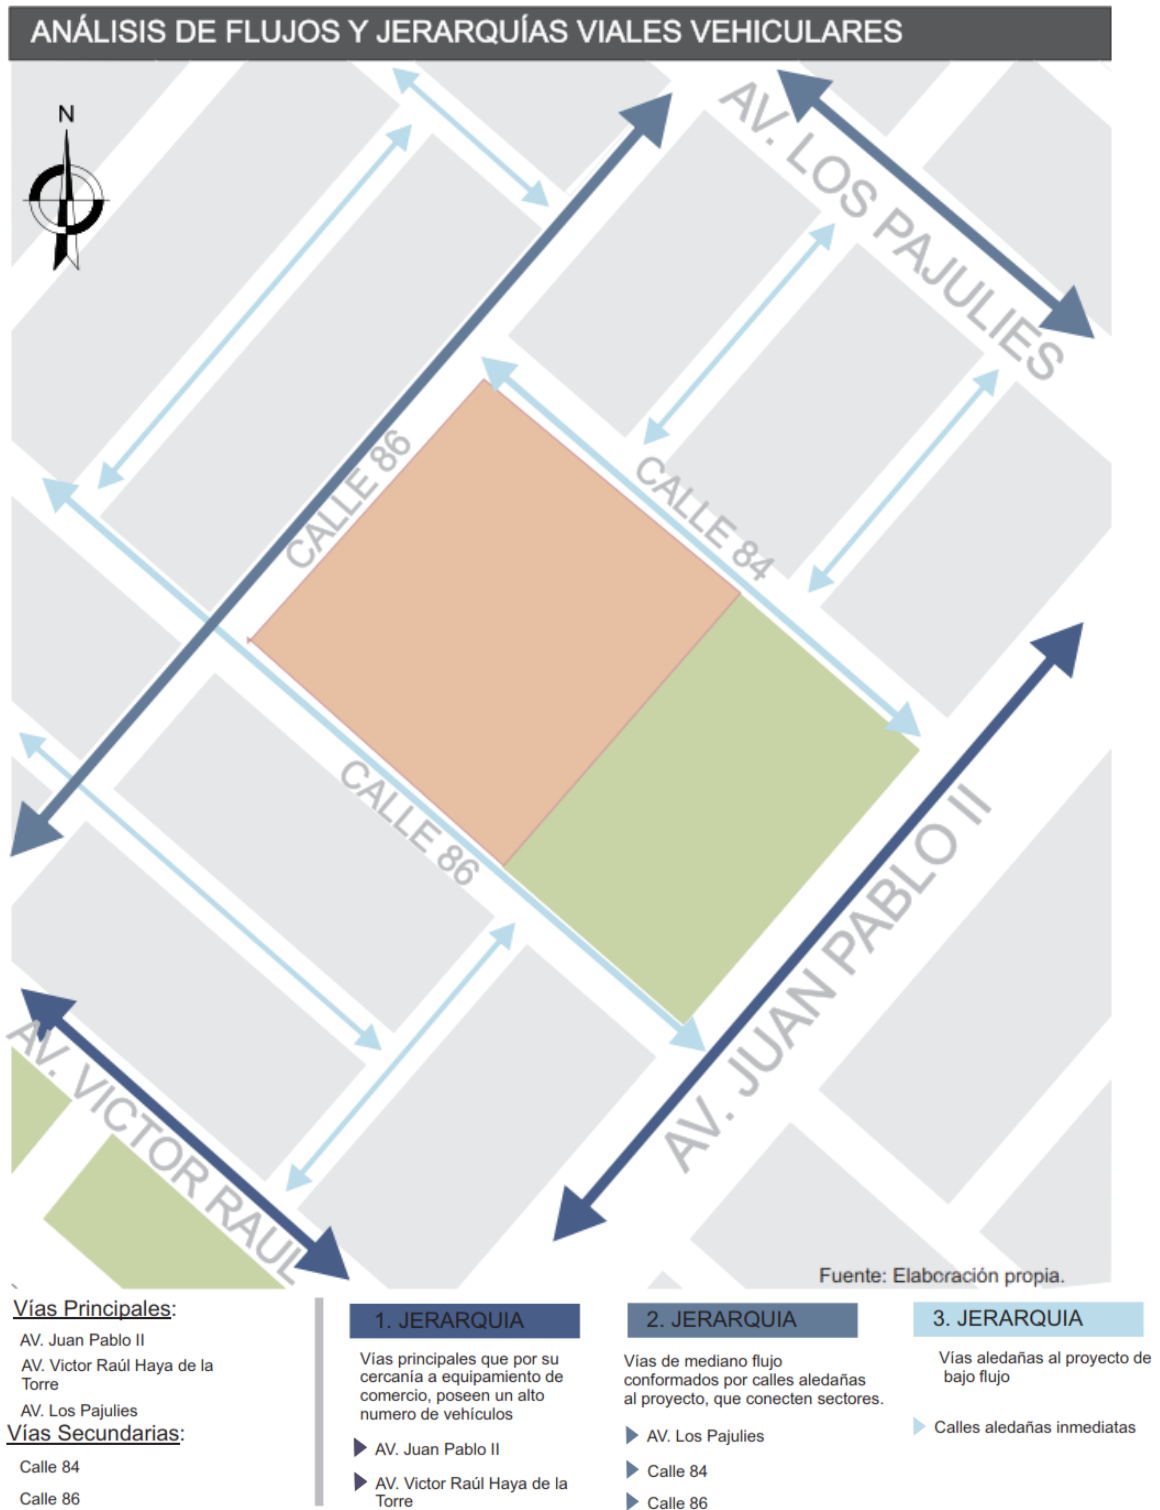 ANÁLISIS DE FLUJOS Y JERARQUÍAS VIALES VEHICULARES
N
AV. LOS PAJULIES
CALLE 86
CALLE 84
CALLE 86
AV. JUAN PABLO II
AV. VICTOR RAUL
Fuente: Elaboración propia.
Vías Principales:
AV. Juan Pablo II
AV. Victor Raúl Haya de la
Torre
AV. Los Pajulies
Vías Secundarias:
Calle 84
Calle 86
1. JERARQUIA
Vías principales que por su
cercanía a equipamiento de
comercio, poseen un alto
numero de vehículos
AV. Juan Pablo II
AV. Victor Raúl Haya de la
Torre
2. JERARQUIA
Vías de mediano flujo
conformados por calles aledañas
al proyecto, que conecten sectores.
AV. Los Pajulies
Calle 84
Calle 86
3. JERARQUIA
Vías aledañas al proyecto de
bajo flujo
Calles aledañas inmediatas